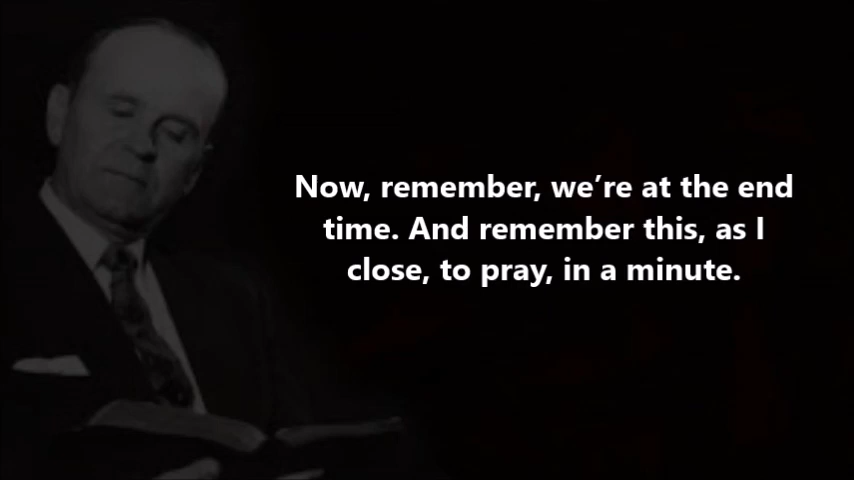 Now, remember, we’re at the end
time. And remember this, as I
close, to pray, in a minute.